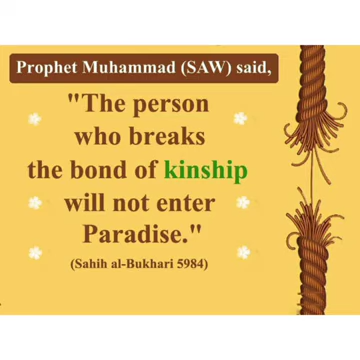 Prophet Muhammad (SAW) said,
"The person
who breaks
the bond of kinship
will not enter
Paradise."
(Sahih al-Bukhari 5984)